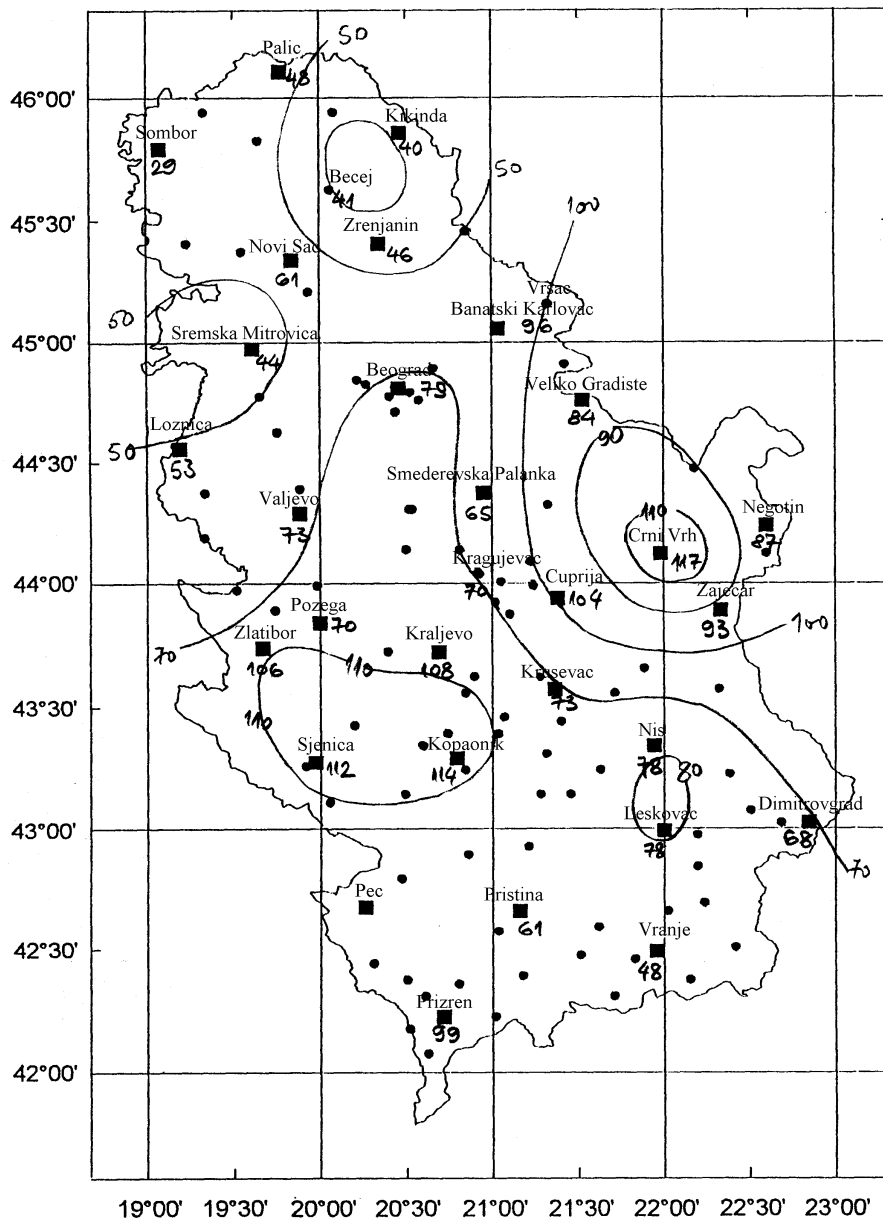 50
Palic
48
46°00'
Kikinda
40
Sombor
29
Becej
41
50
45°30'
100
Zrenjanin
46
Novi Sad
61
Vrsac
Banatski Karlovac
96
50
45°00'
Sremska Mitrovica
44
Beograd
79
Veliko Gradiste
84
90
Loznica
50
53
44°30'
Smederevska Palanka
65
Valjevo
73
110
Negotin
87
Crni Vrh
117
Kragujevac
70
Cuprija
104
44°00'
Zajecar
93
100
Pozega
70
Zlatibor
106
70
110
Kraljevo
108
Krusevac
73
43°30'
110
Sjenica
112
Kopaonik
114
Nis
78
80
Dimitrovgrad
68
Leskovac
78
43°00'
70
Pec
Pristina
61
Vranje
48
42°30'
Prizren
99
42°00'
19°00' 19°30' 20°00' 20°30' 21°00' 21°30' 22°00' 22°30' 23°00'